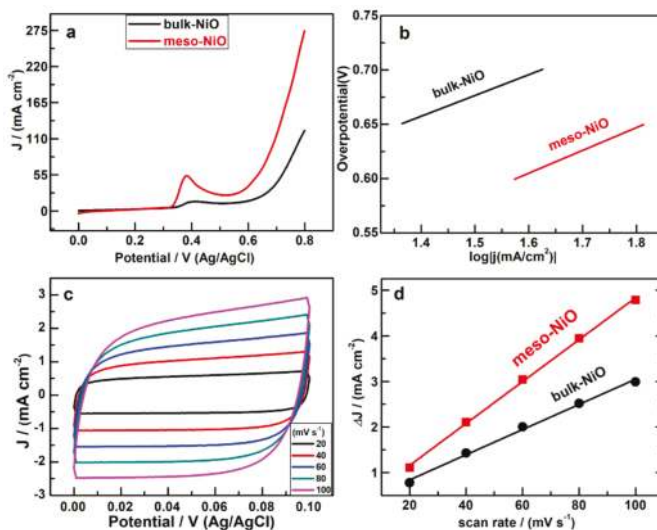 a
bulk-NiO
meso-NiO
275
220
165
110
55
0
J / (mA cm⁻²)
0.0 0.2 0.4 0.6 0.8
Potential / V (Ag/AgCl)
b
bulk-NiO
meso-NiO
0.70
0.65
0.60
0.55
Overpotential(V)
1.4 1.5 1.6 1.7 1.8
log|j(mA/cm²)|
c
3
2
1
0
-1
-2
-3
J / (mA cm⁻²)
(mV s⁻¹)
20
40
60
80
100
0.00 0.02 0.04 0.06 0.08 0.10
Potential / V (Ag/AgCl)
d
meso-NiO
bulk-NiO
5
4
3
2
1
ΔJ / (mA cm⁻²)
20 40 60 80 100
scan rate / (mV s⁻¹)